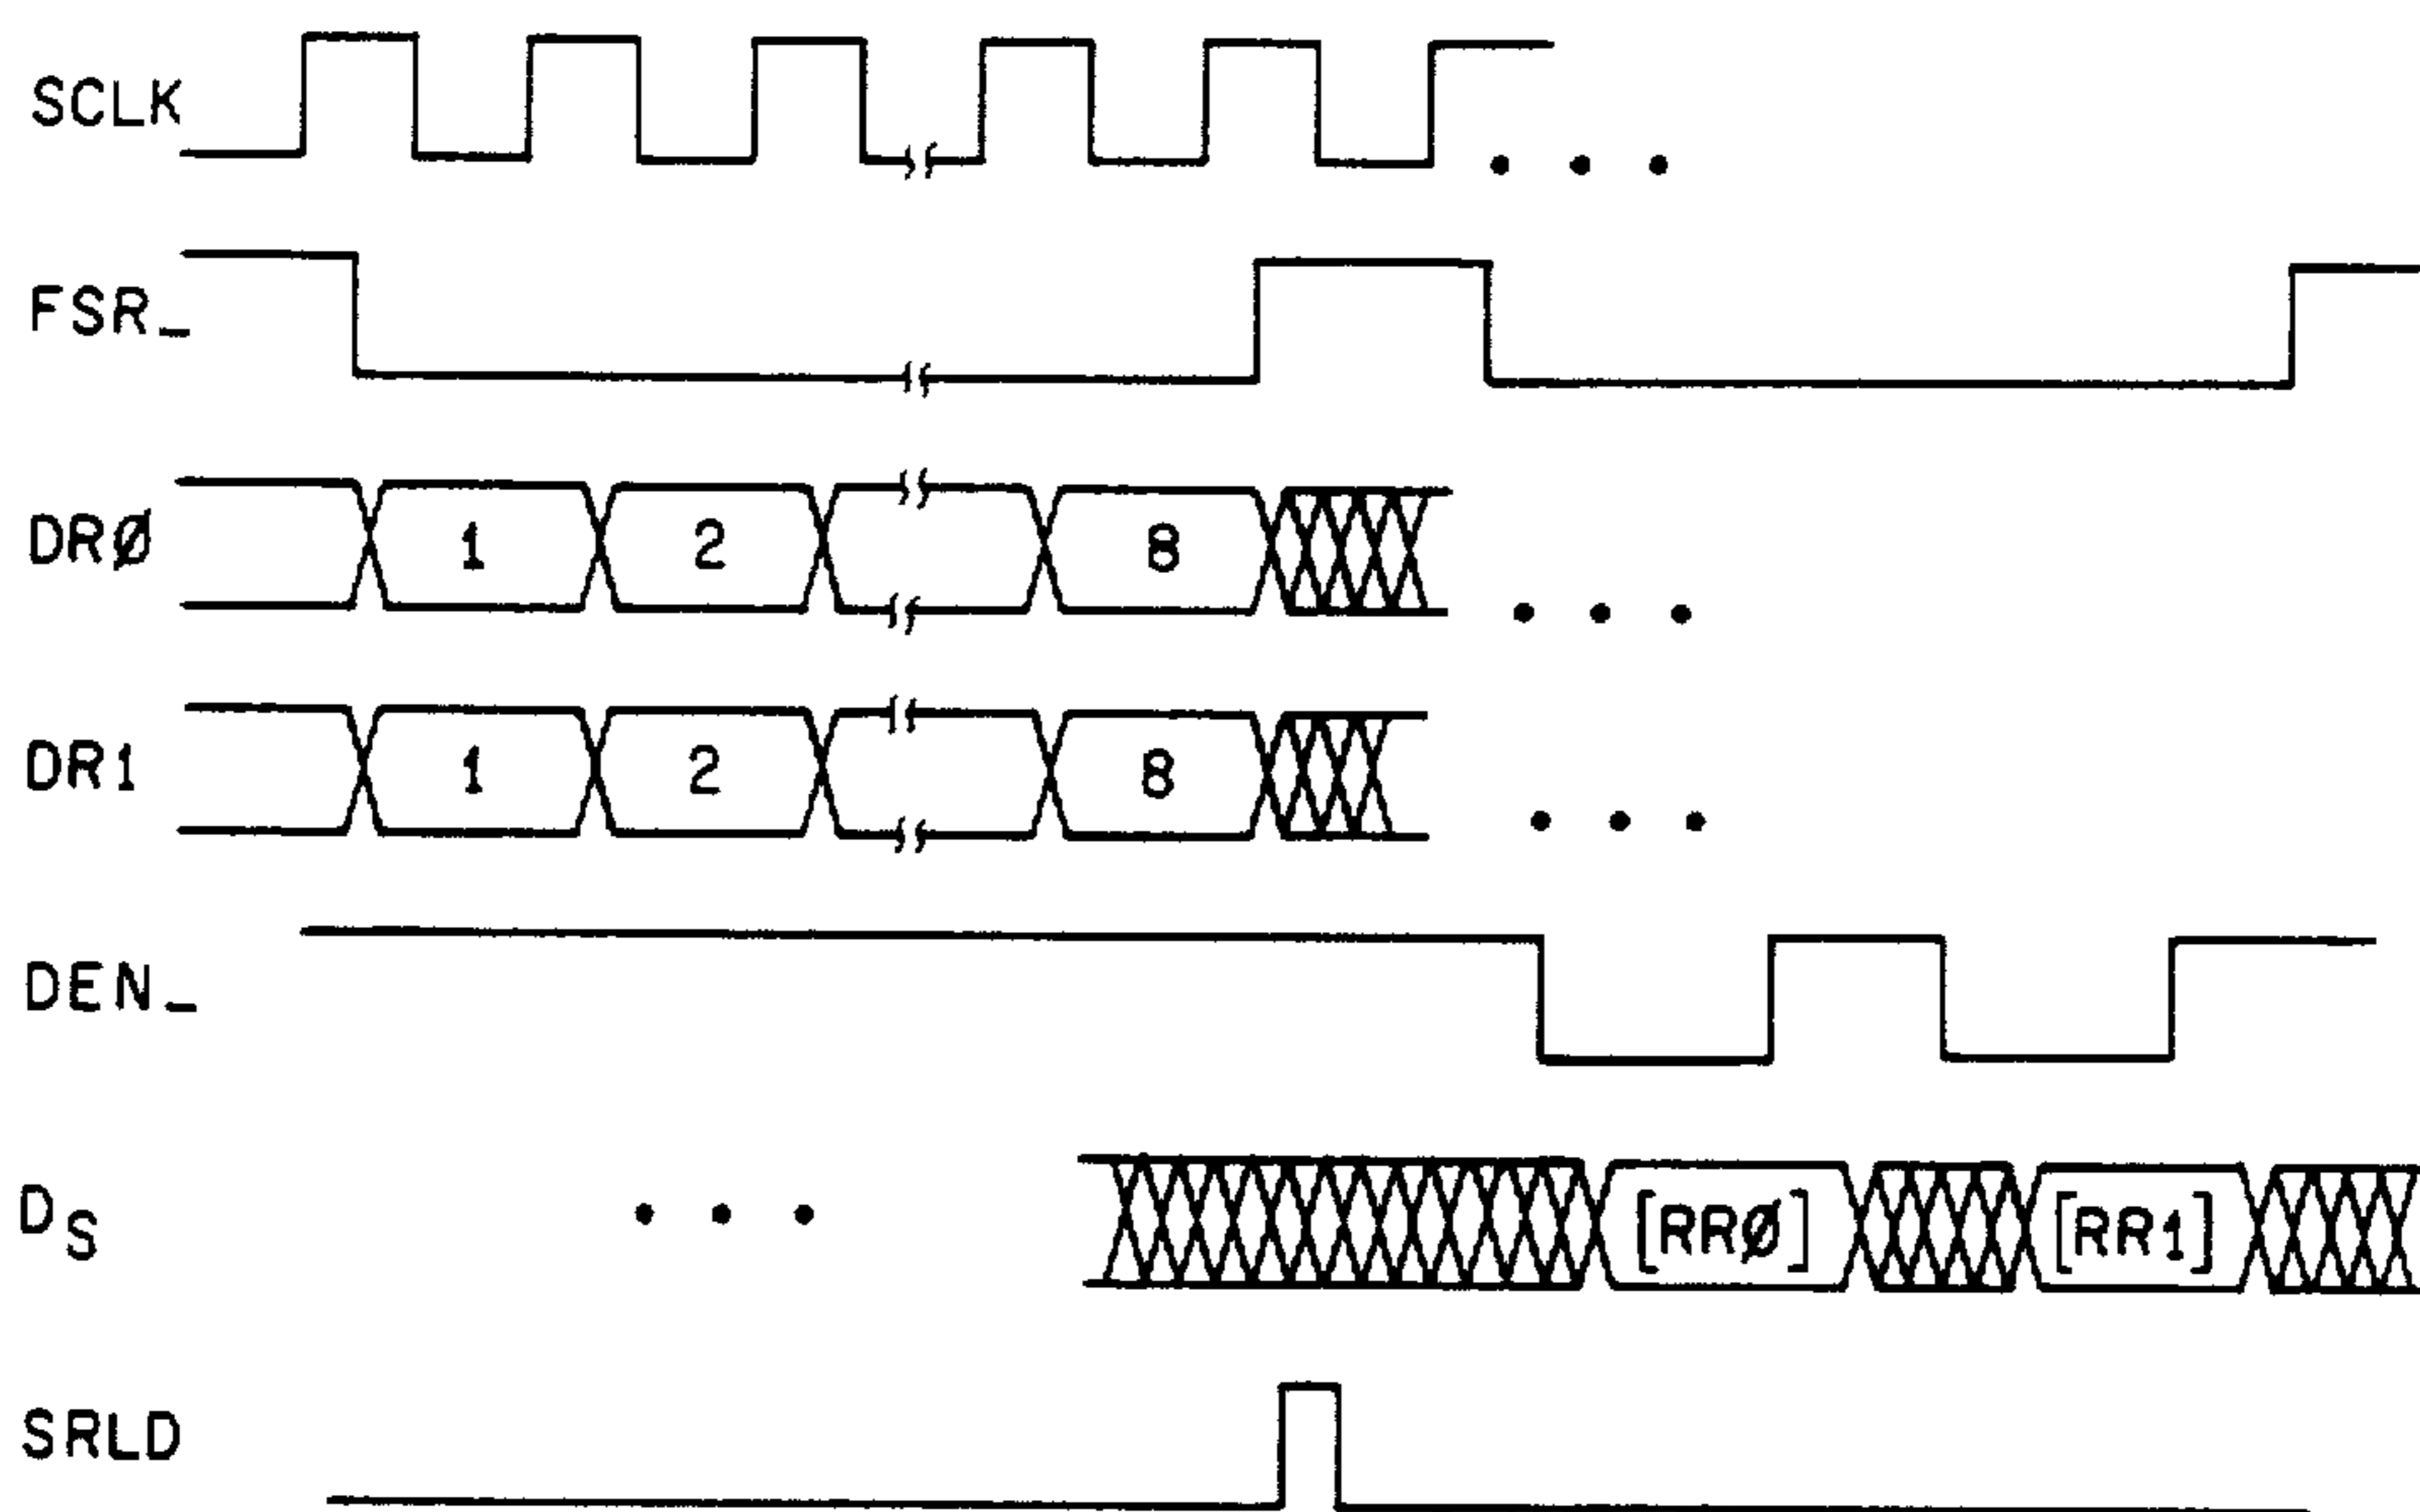 SCLK
FSR_
DRØ 1 2 8
DR1 1 2 8
DEN_
DS [RRØ] [RR1]
SRLD